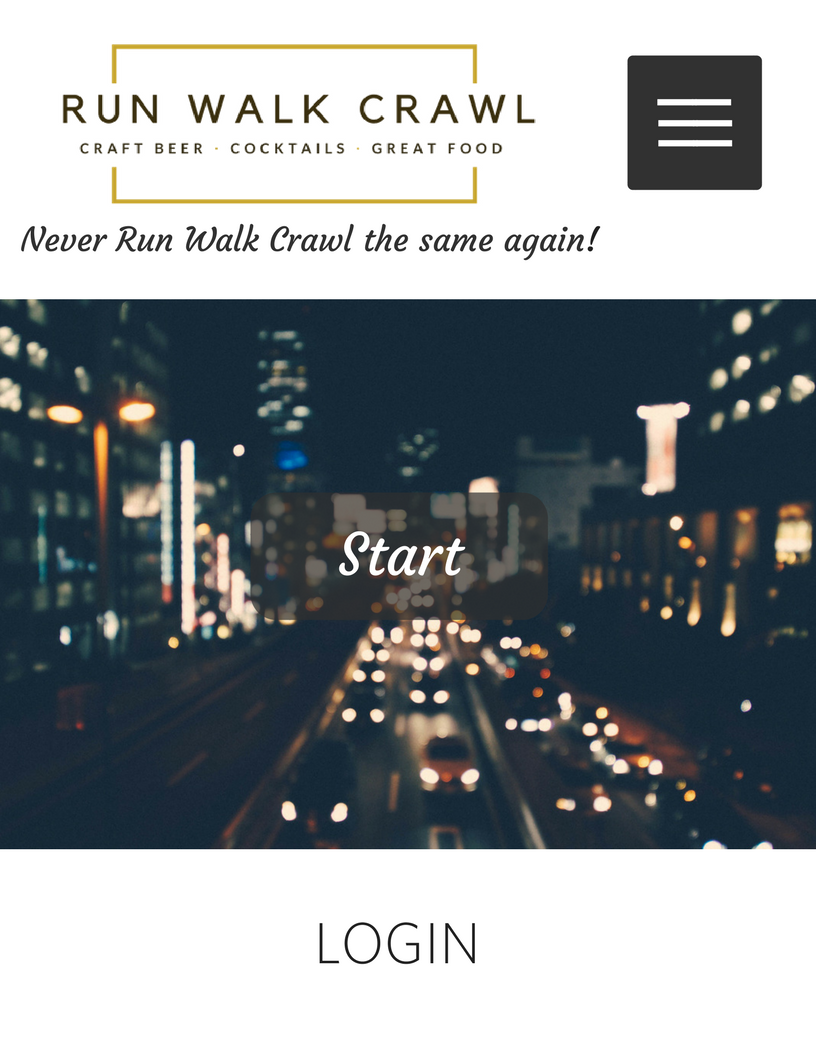 RUN WALK CRAWL
CRAFT BEER · COCKTAILS · GREAT FOOD
Never Run Walk Crawl the same again!
Start
LOGIN